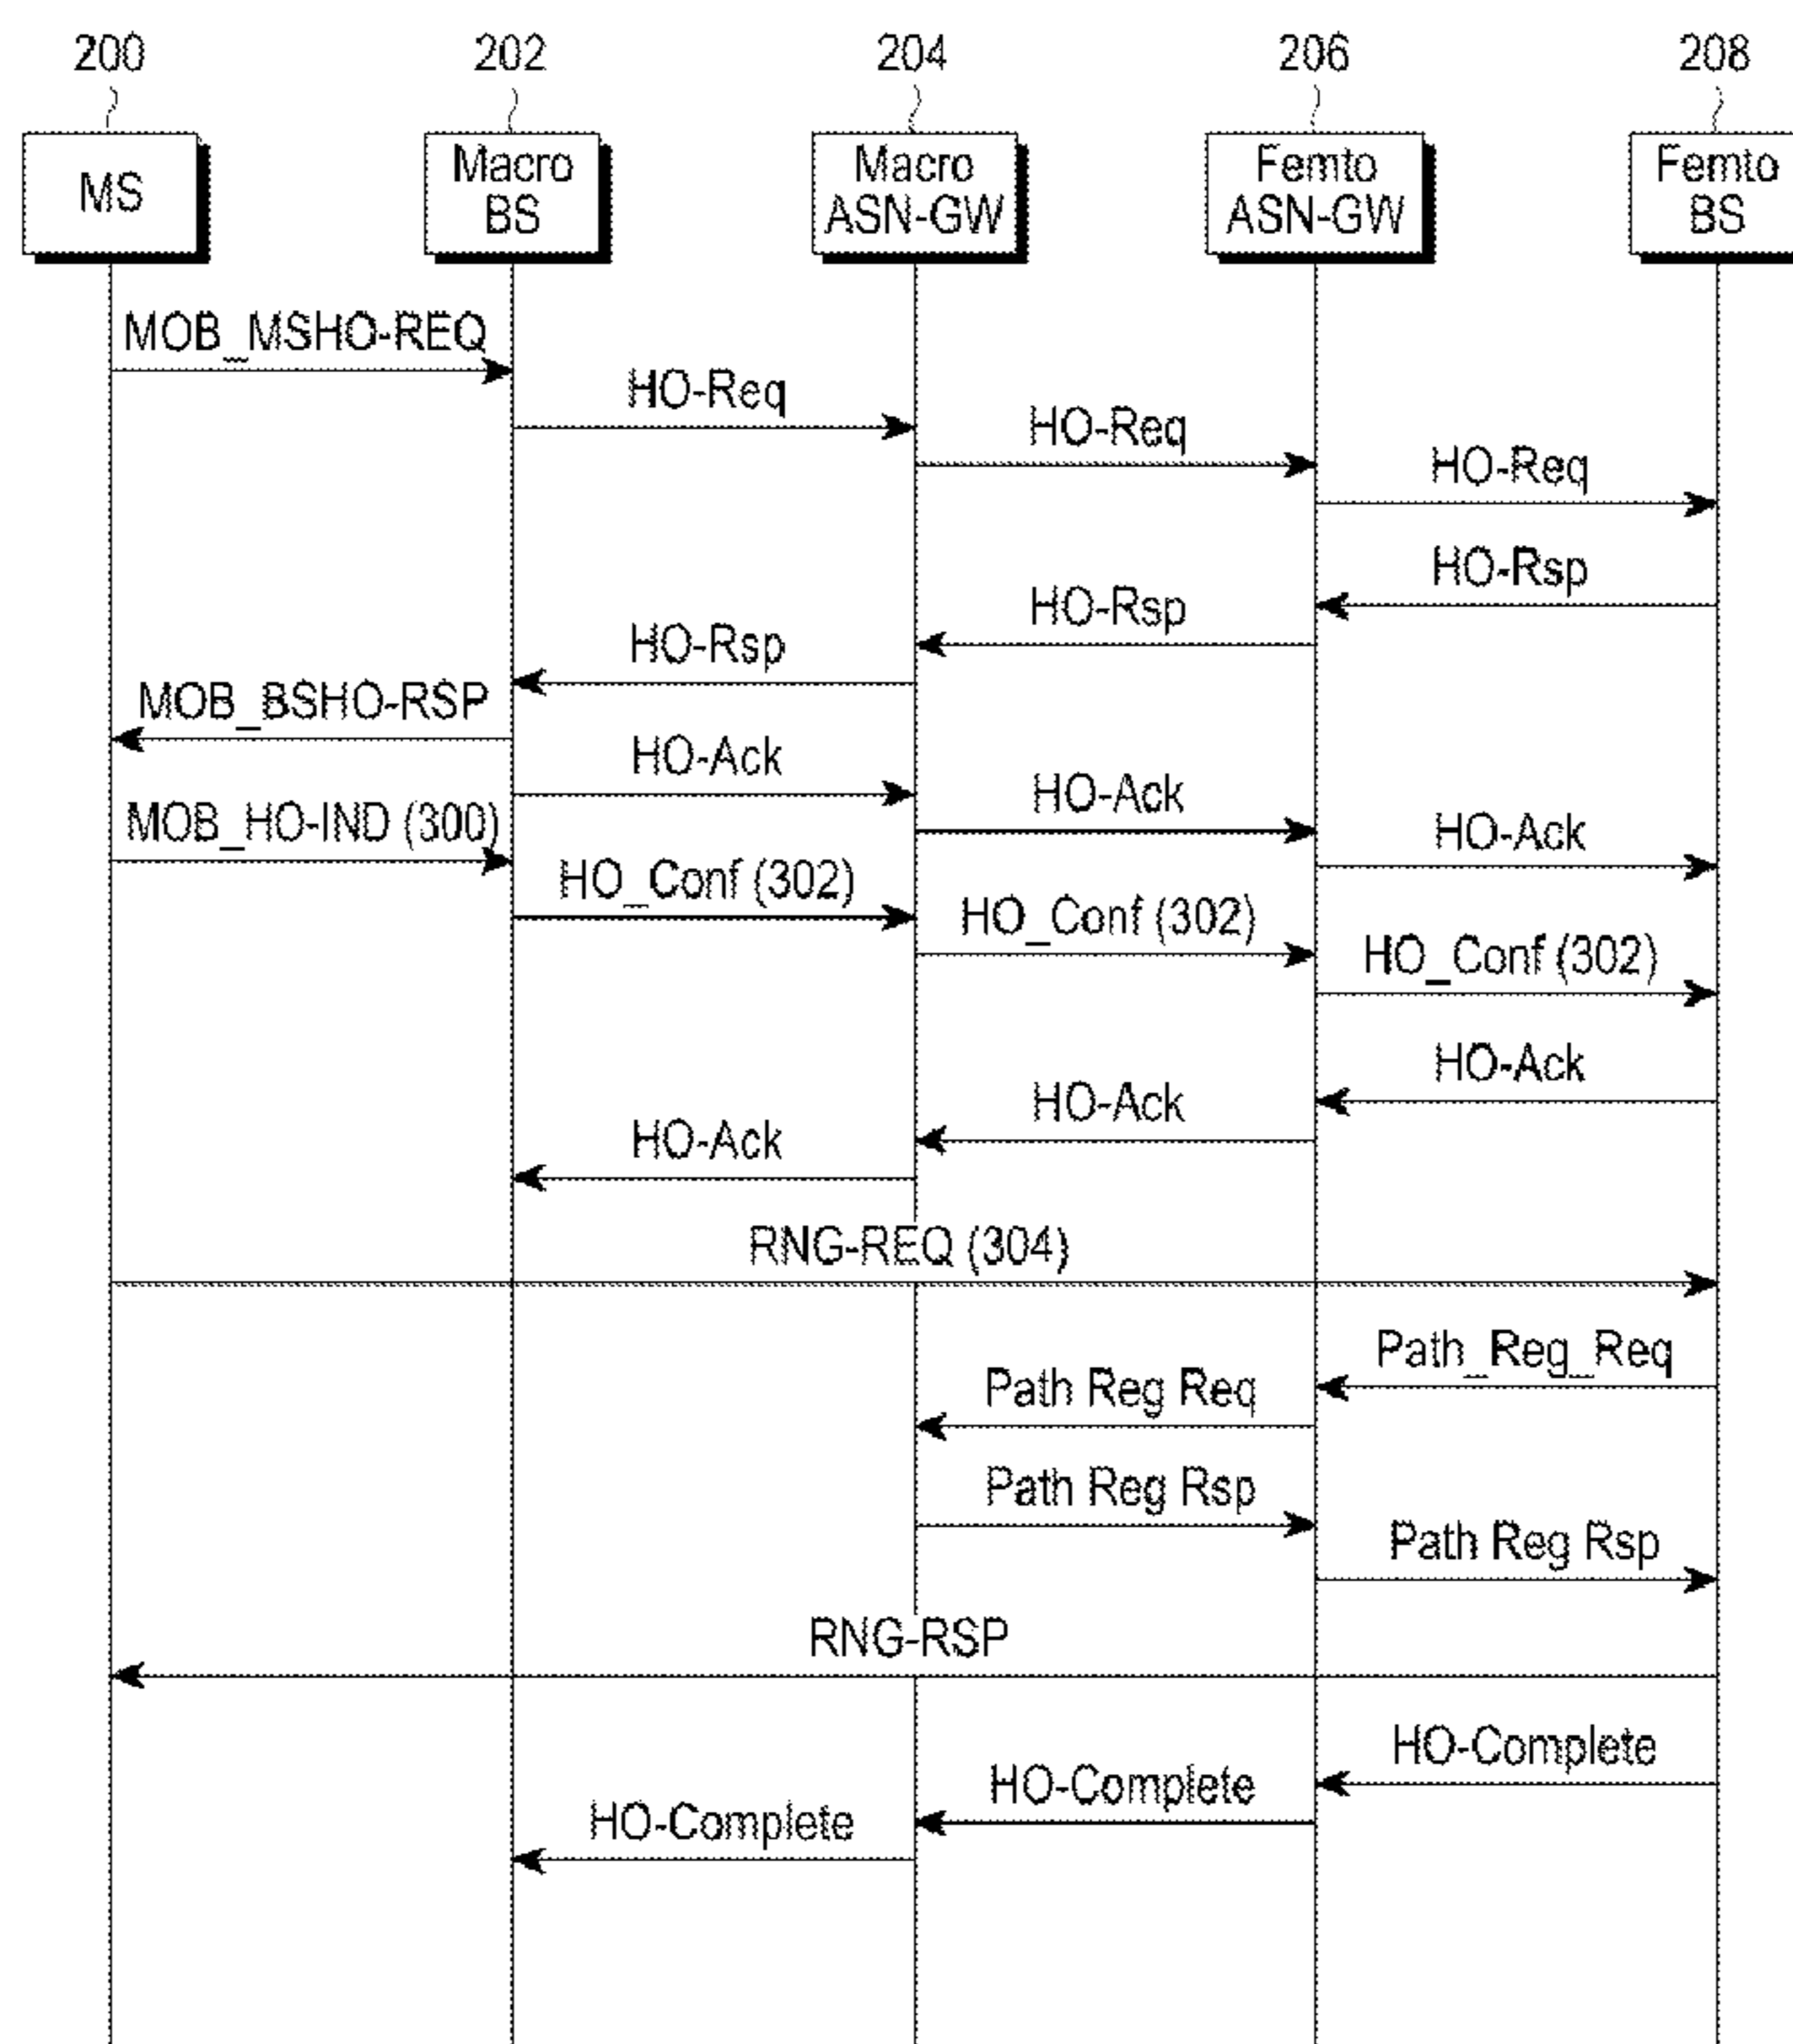 200
202
204
206
208
MS
Macro
BS
Macro
ASN-GW
Femto
ASN-GW
Femto
BS
MOB_MSHO-REQ
HO-Req
HO-Req
HO-Req
HO-Rsp
HO-Rsp
HO-Rsp
MOB_BSHO-RSP
HO-Ack
HO-Ack
HO-Ack
MOB_HO-IND (300)
HO_Conf (302)
HO_Conf (302)
HO_Conf (302)
HO-Ack
HO-Ack
HO-Ack
RNG-REQ (304)
Path_Reg_Req
Path Reg Req
Path Reg Rsp
Path Reg Rsp
RNG-RSP
HO-Complete
HO-Complete
HO-Complete